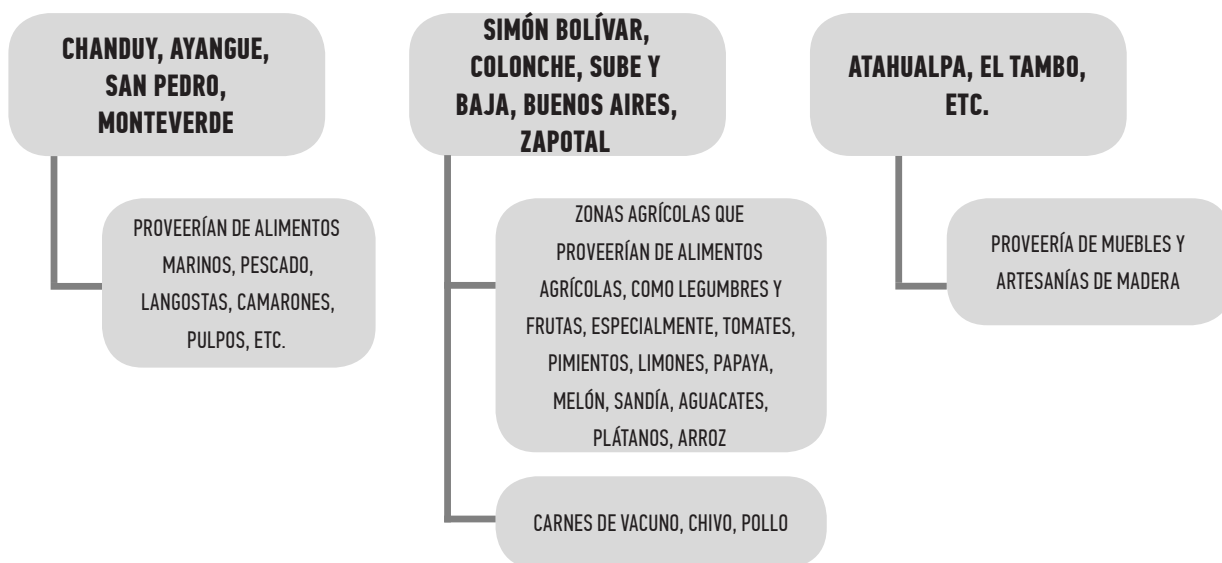 CHANDUY, AYANGUE,
SAN PEDRO,
MONTEVERDE
PROVEERÍAN DE ALIMENTOS
MARINOS, PESCADO,
LANGOSTAS, CAMARONES,
PULPOS, ETC.
SIMÓN BOLÍVAR,
COLONCHE, SUBE Y
BAJA, BUENOS AIRES,
ZAPOTAL
ZONAS AGRÍCOLAS QUE
PROVEERÍAN DE ALIMENTOS
AGRÍCOLAS, COMO LEGUMBRES Y
FRUTAS, ESPECIALMENTE, TOMATES,
PIMIENTOS, LIMONES, PAPAYA,
MELÓN, SANDÍA, AGUACATES,
PLÁTANOS, ARROZ
CARNES DE VACUNO, CHIVO, POLLO
ATAHUALPA, EL TAMBO,
ETC.
PROVEERÍA DE MUEBLES Y
ARTESANÍAS DE MADERA